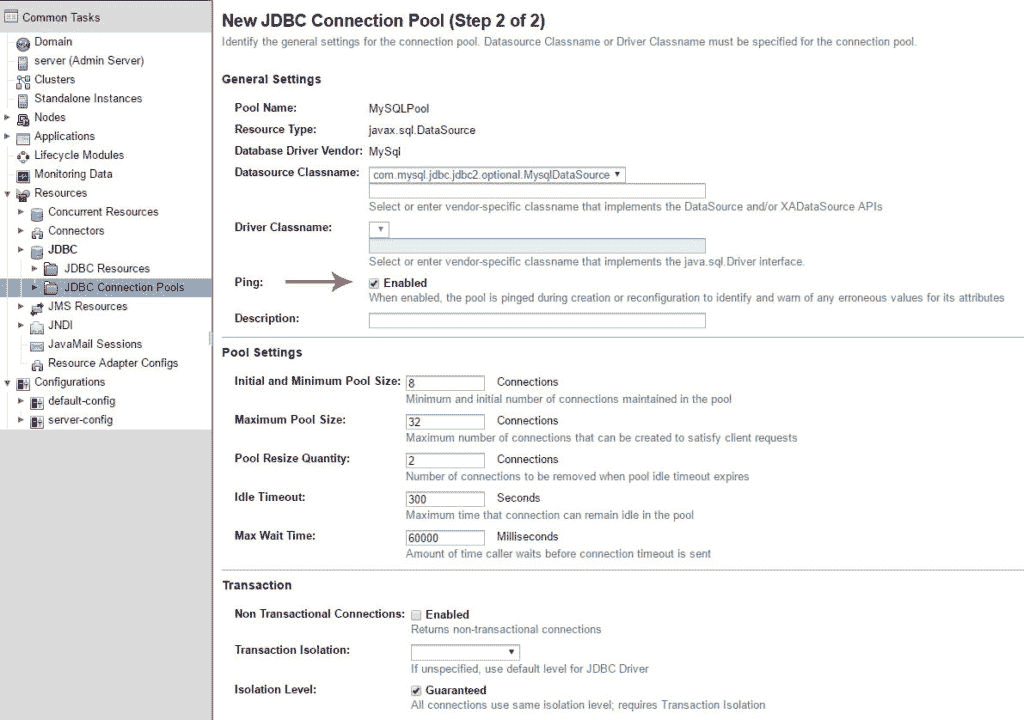 Common Tasks
Domain
server (Admin Server)
Clusters
Standalone Instances
Nodes
Applications
Lifecycle Modules
Monitoring Data
Resources
Concurrent Resources
Connectors
JDBC
JDBC Resources
JDBC Connection Pools
JMS Resources
JNDI
JavaMail Sessions
Resource Adapter Configs
Configurations
default-config
server-config
New JDBC Connection Pool (Step 2 of 2)
Identify the general settings for the connection pool. Datasource Classname or Driver Classname must be specified for the connection pool.
General Settings
Pool Name: MySQLPool
Resource Type: javax.sql.DataSource
Database Driver Vendor: MySql
Datasource Classname: com.mysql.jdbc.jdbc2.optional.MysqlDataSource
Select or enter vendor-specific classname that implements the DataSource and/or XADataSource APIs
Driver Classname:
Select or enter vendor-specific classname that implements the java.sql.Driver interface.
Ping: Enabled
When enabled, the pool is pinged during creation or reconfiguration to identify and warn of any erroneous values for its attributes
Description:
Pool Settings
Initial and Minimum Pool Size: 8 Connections
Minimum and initial number of connections maintained in the pool
Maximum Pool Size: 32 Connections
Maximum number of connections that can be created to satisfy client requests
Pool Resize Quantity: 2 Connections
Number of connections to be removed when pool idle timeout expires
Idle Timeout: 300 Seconds
Maximum time that connection can remain idle in the pool
Max Wait Time: 60000 Milliseconds
Amount of time caller waits before connection timeout is sent
Transaction
Non Transactional Connections: Enabled
Returns non-transactional connections
Transaction Isolation:
If unspecified, use default level for JDBC Driver
Isolation Level: Guaranteed
All connections use same isolation level; requires Transaction Isolation